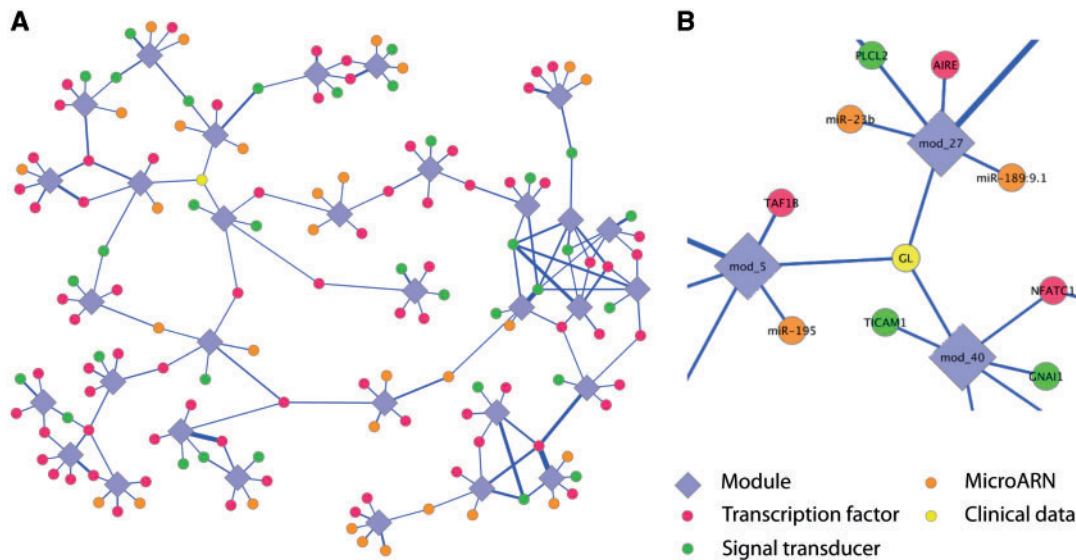 A
B
PLCL2
AIRE
miR-23b
mod_27
miR-189:9.1
TAF1B
mod_5
GL
NFATC1
TICAM1
miR-195
mod_40
GNAI1
Module
MicroARN
Transcription factor
Clinical data
Signal transducer